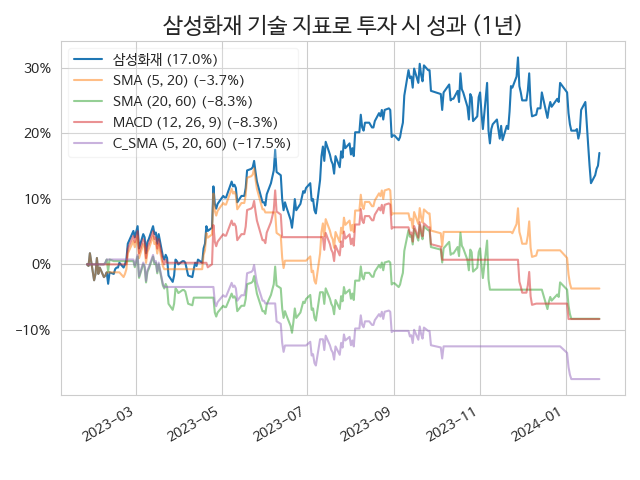 삼성화재 기술 지표로 투자 시 성과 (1년)
삼성화재 (17.0%)
SMA (5, 20) (−3.7%)
SMA (20, 60) (−8.3%)
MACD (12, 26, 9) (−8.3%)
C_SMA (5, 20, 60) (−17.5%)
30%
20%
10%
0%
−10%
2023−03
2023−05
2023−07
2023−09
2023−11
2024−01